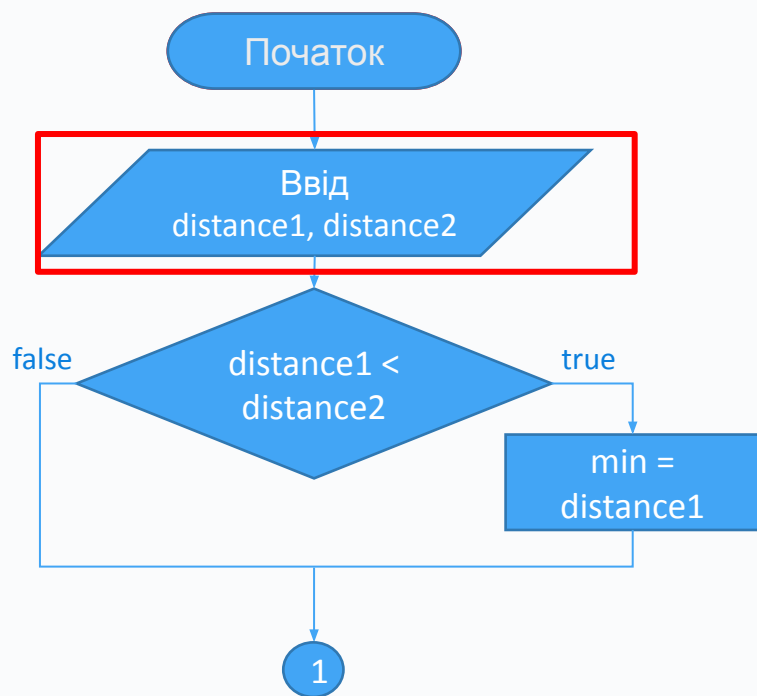 Початок
Ввід
distance1, distance2
false
distance1 <
distance2
true
min =
distance1
1